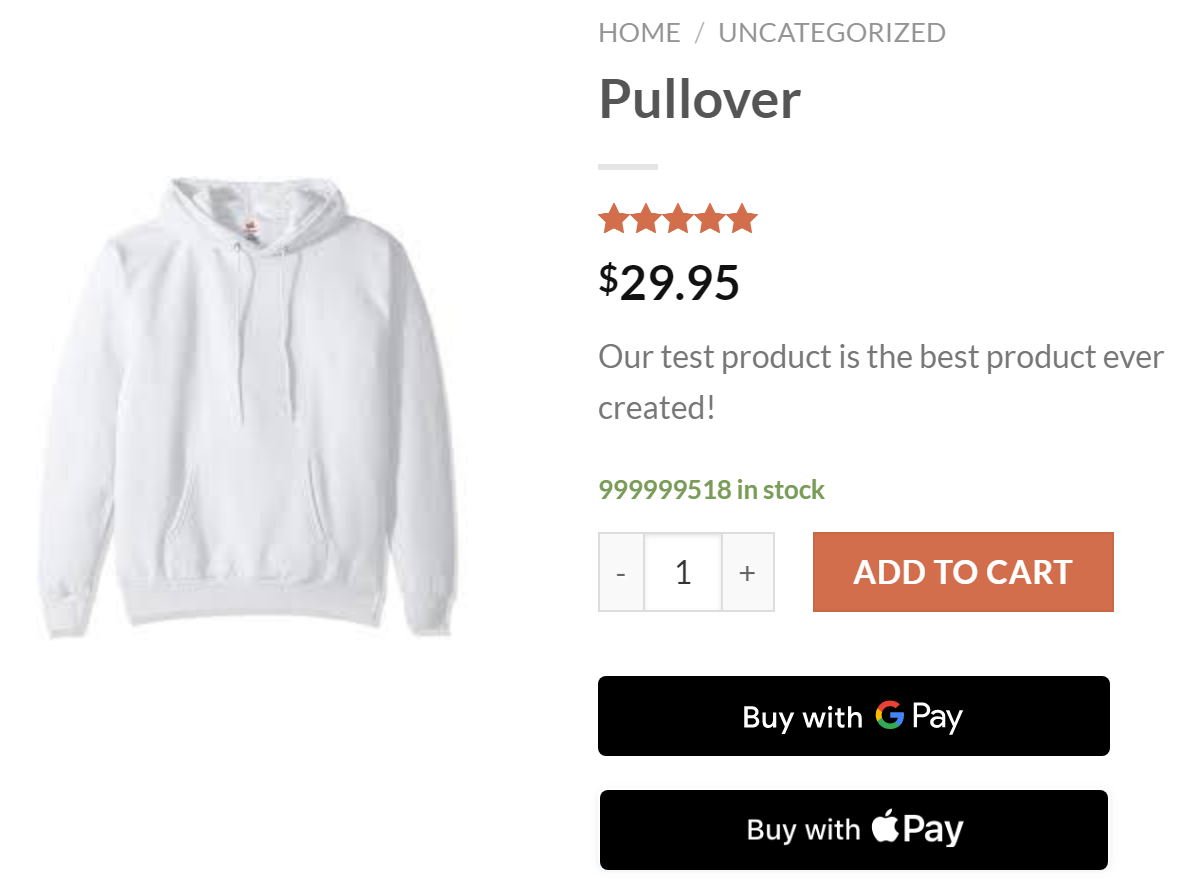 HOME / UNCATEGORIZED
Pullover
$29.95
Our test product is the best product ever
created!
999999518 in stock
- 1 + ADD TO CART
Buy with G Pay
Buy with Pay